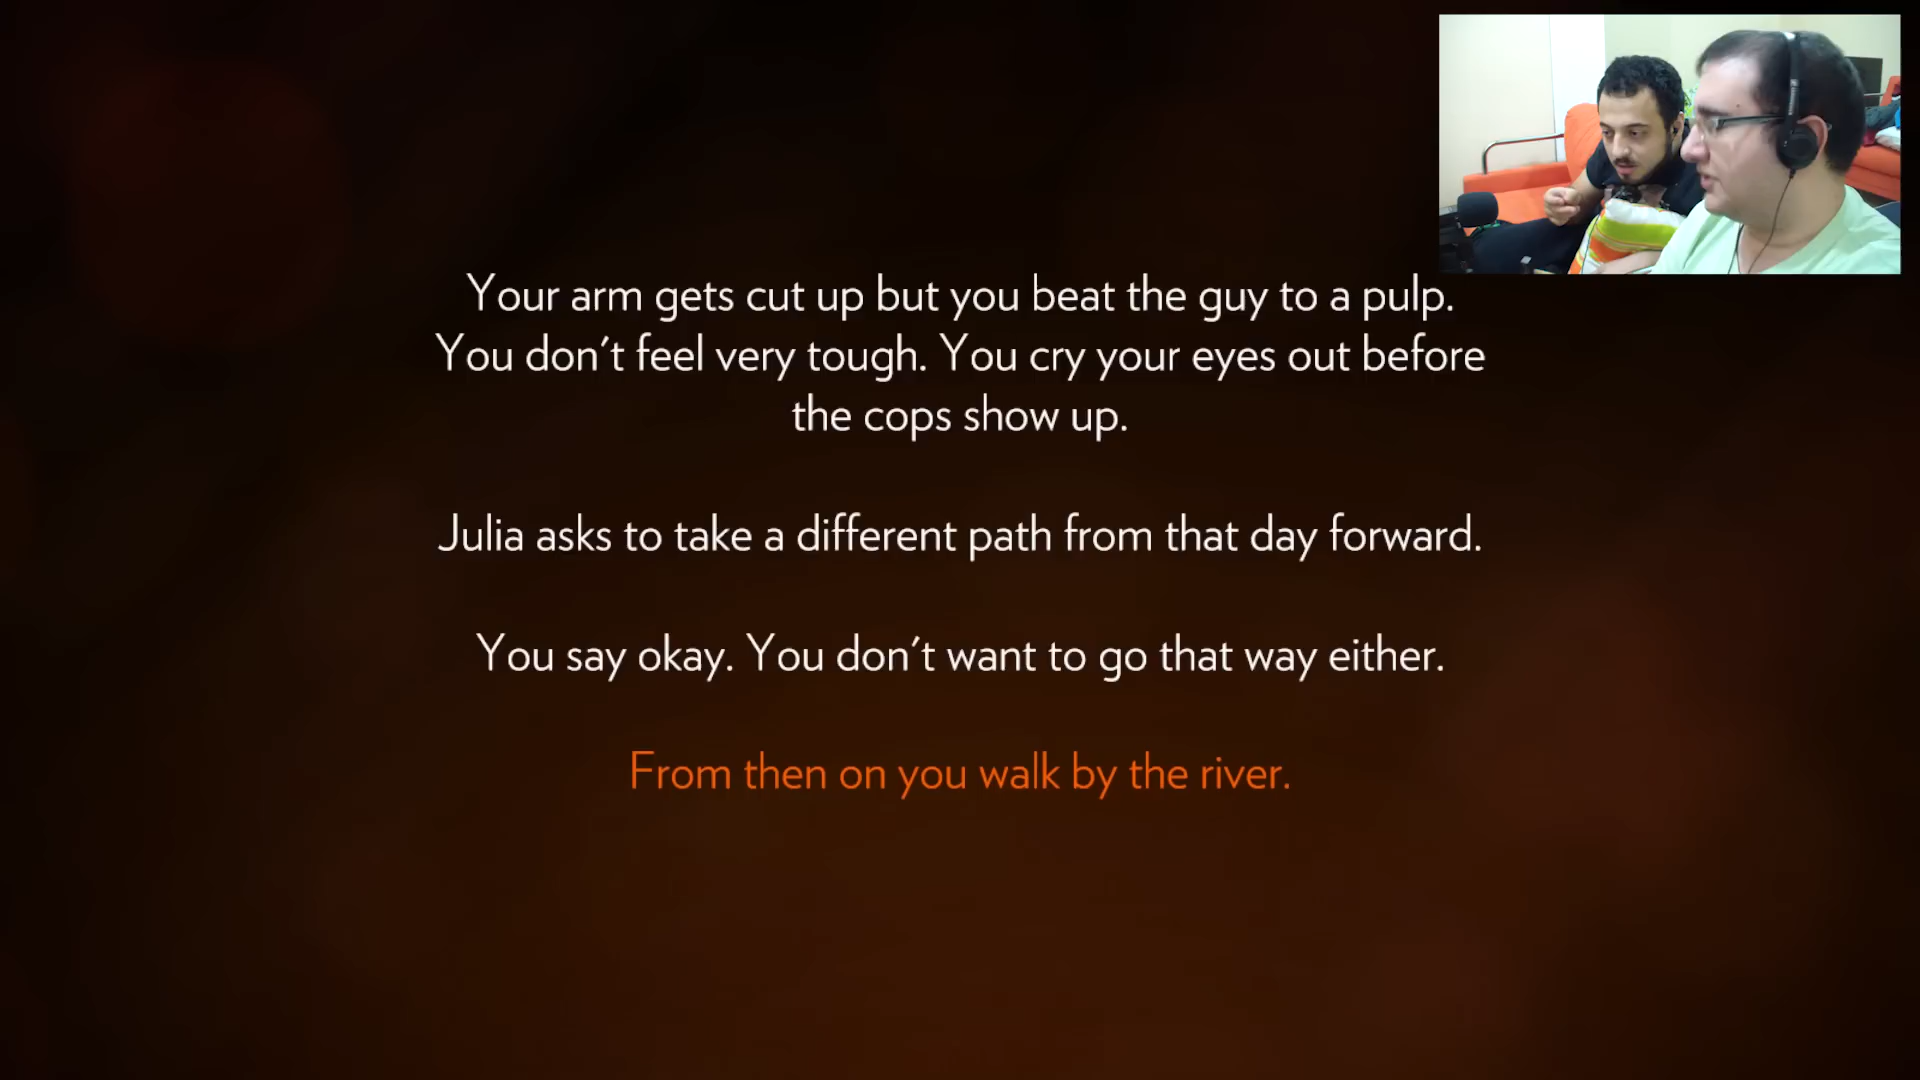 Your arm gets cut up but you beat the guy to a pulp.
You don't feel very tough. You cry your eyes out before
the cops show up.
Julia asks to take a different path from that day forward.
You say okay. You don't want to go that way either.
From then on you walk by the river.